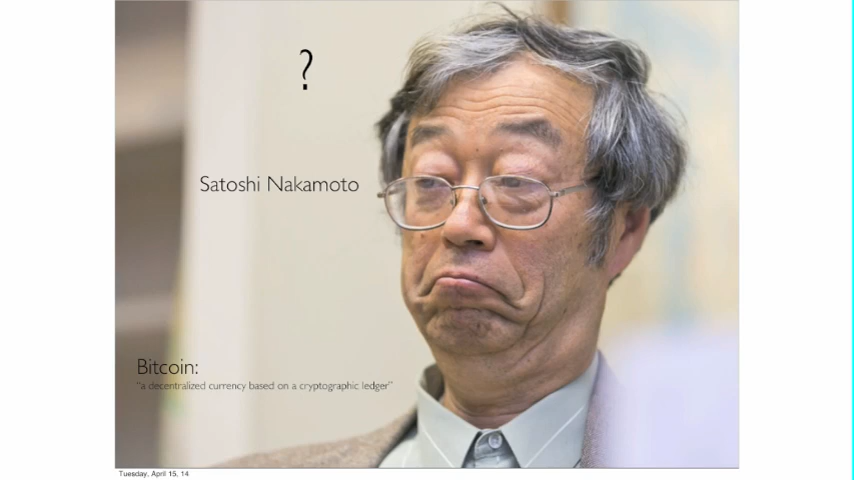 ?
Satoshi Nakamoto
Bitcoin:
"a decentralized currency based on a cryptographic ledger"
Tuesday, April 15, 14